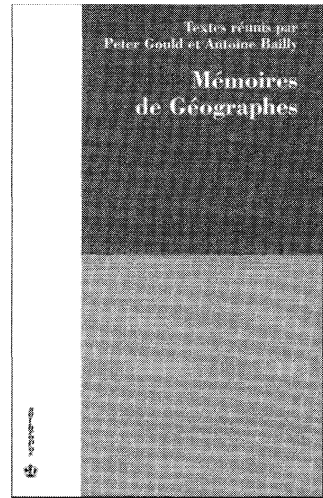 Textes réunis par
Peter Gould et Antoine Bailly
Mémoires
de Géographes